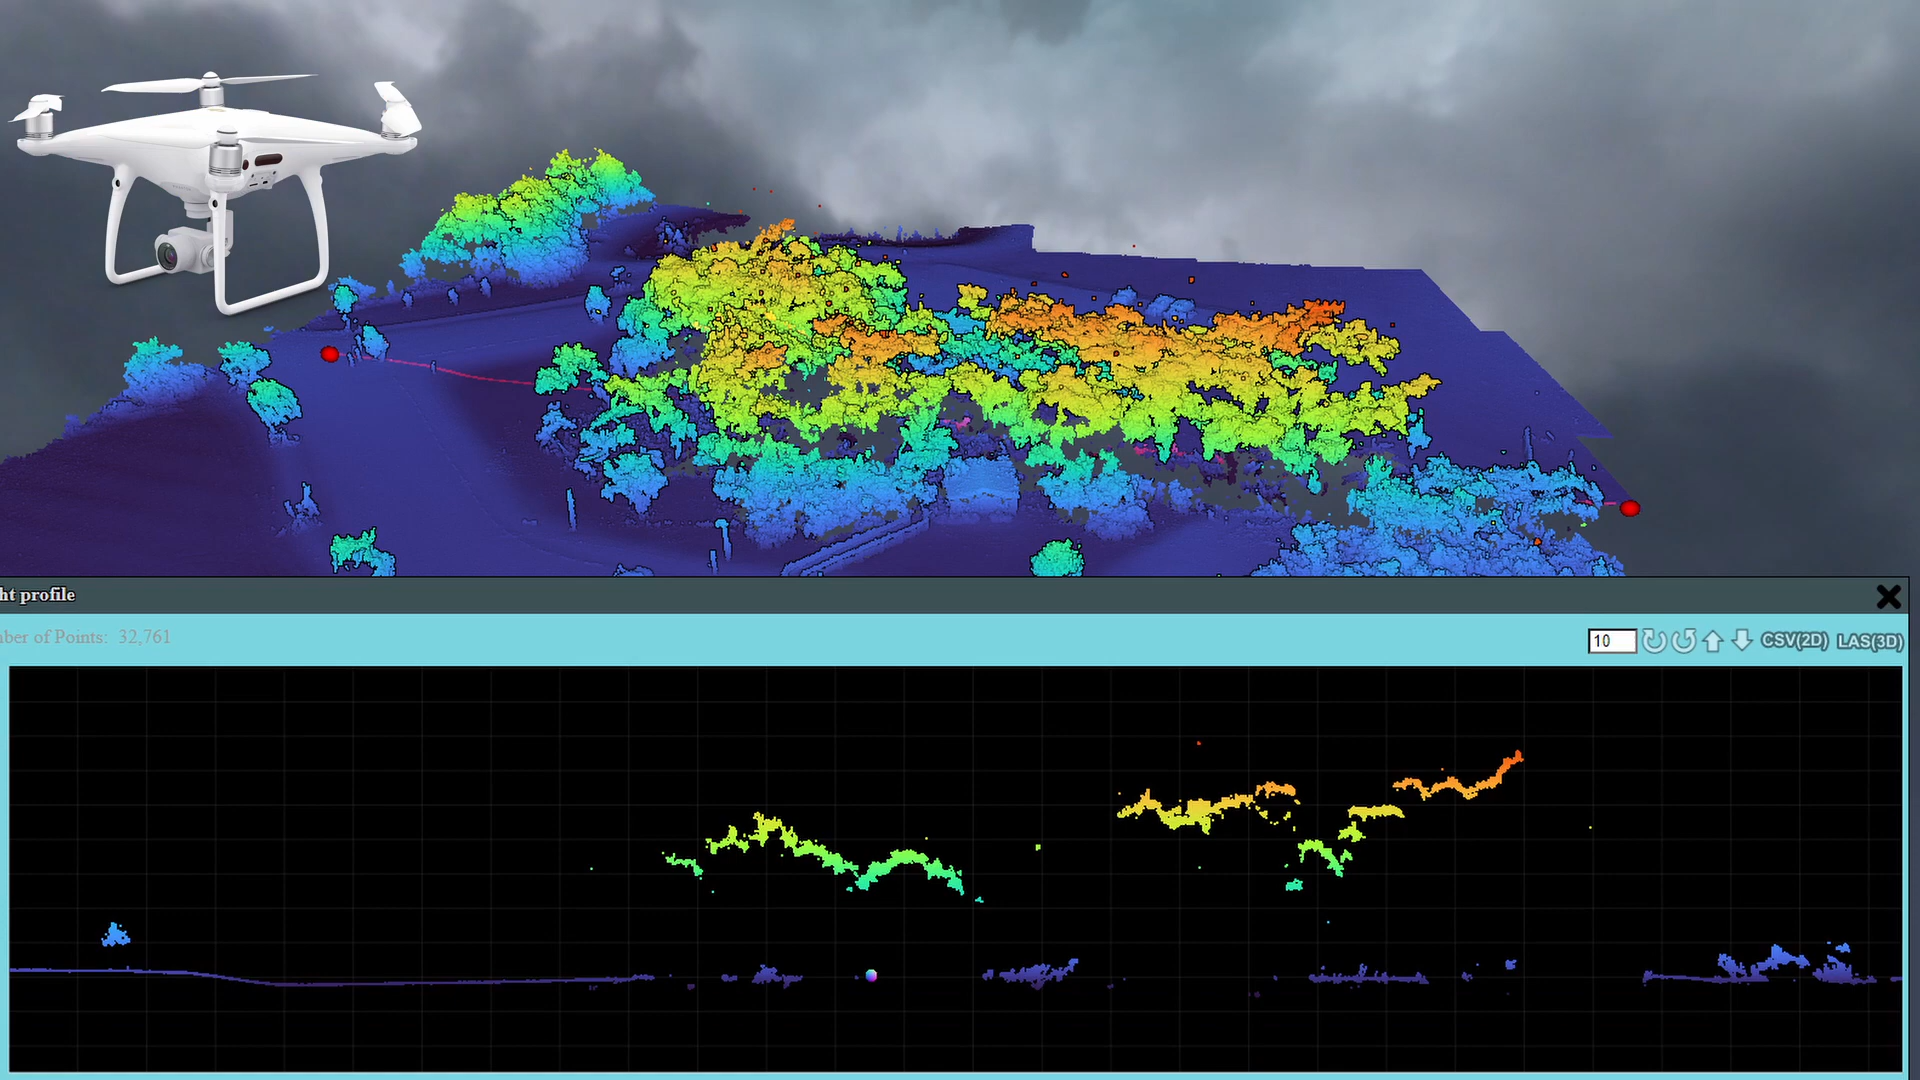 ht profile
ber of Points: 32,761
10
CSV(2D) LAS(3D)